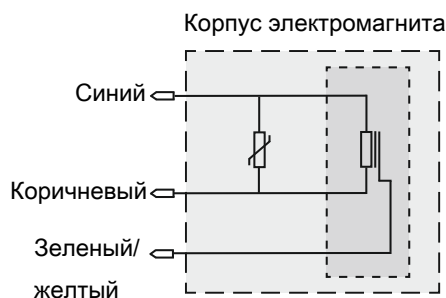 Корпус электромагнита
Синий
Коричневый
Зеленый/
желтый